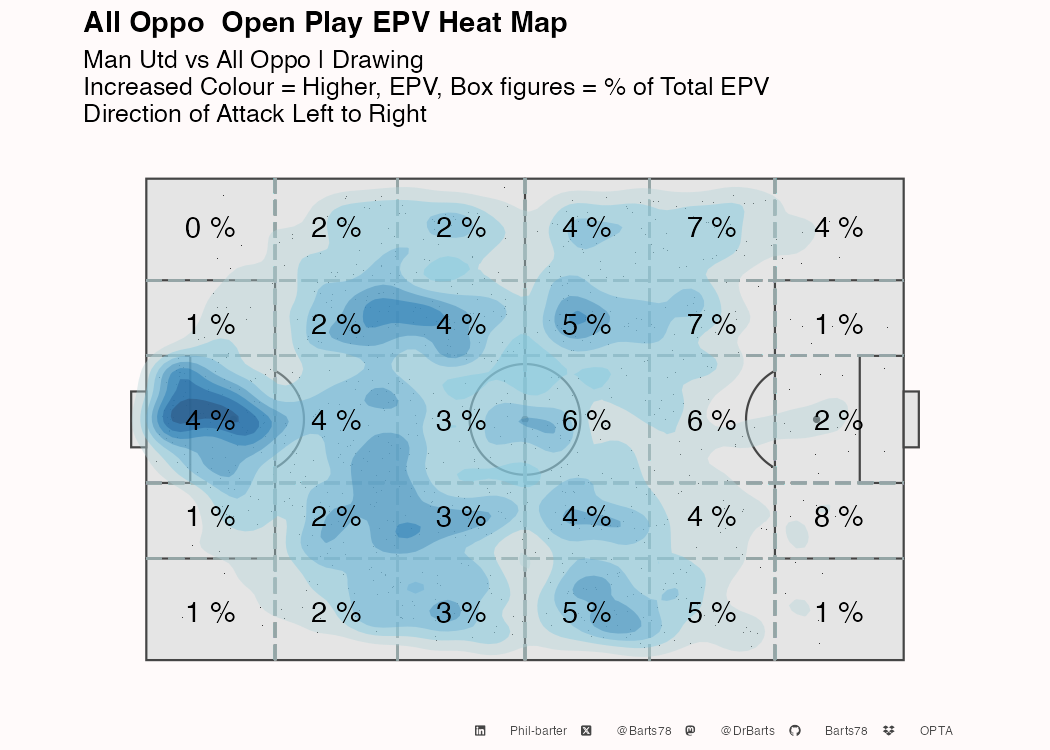 All Oppo  Open Play EPV Heat Map
Man Utd vs All Oppo | Drawing
Increased Colour = Higher, EPV, Box figures = % of Total EPV
Direction of Attack Left to Right
0 % 2 % 2 % 4 % 7 % 4 %
1 % 2 % 4 % 5 % 7 % 1 %
4 % 4 % 3 % 6 % 6 % 2 %
1 % 2 % 3 % 4 % 4 % 8 %
1 % 2 % 3 % 5 % 5 % 1 %
Phil-barter @Barts78 @DrBarts Barts78 OPTA